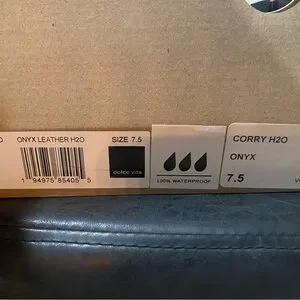 ONYX LEATHER H2O
SIZE 7.5
1 94975 85405 5
dolce vita
100% WATERPROOF
CORRY H2O
ONYX
7.5